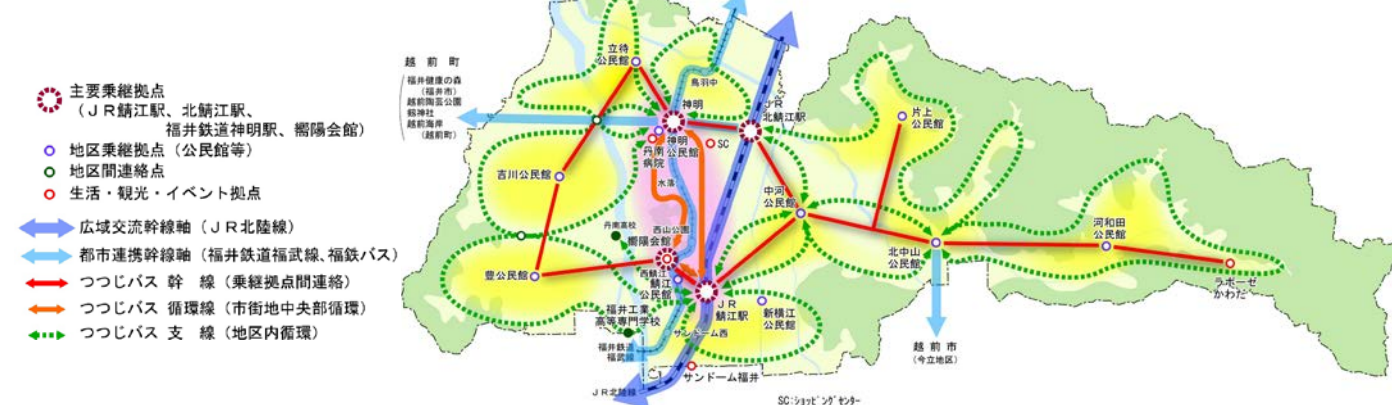 主要乗継拠点
（ＪＲ鯖江駅、北鯖江駅、
福井鉄道神明駅、嚮陽会館）
地区乗継拠点（公民館等）
地区間連絡点
生活・観光・イベント拠点
広域交流幹線軸（ＪＲ北陸線）
都市連携幹線軸（福井鉄道福武線、福鉄バス）
つつじバス 幹　線（乗継拠点間連絡）
つつじバス 循環線（市街地中央部循環）
つつじバス 支　線（地区内循環）
越 前 町
福井健康の森
（福井市）
越前陶芸公園
越前海岸
（越前町）
立待
公民館
鳥羽中
神明
ＪＲ
北鯖江駅
SC
神明
公民館
丹南
病院
水落
吉川公民館
片上
公民館
中河
公民館
河和田
公民館
北中山
公民館
ラポーゼ
かわだ
丹南高校
西山公園
嚮陽会館
豊公民館
西鯖江
鯖江
公民館
ＪＲ
鯖江駅
新横江
公民館
福井工業
高等専門学校
サンドーム西
福井鉄道
福武線
サンドーム福井
ＪＲ北陸線
越 前 市
（今立地区）
SC:ショッピングセンター